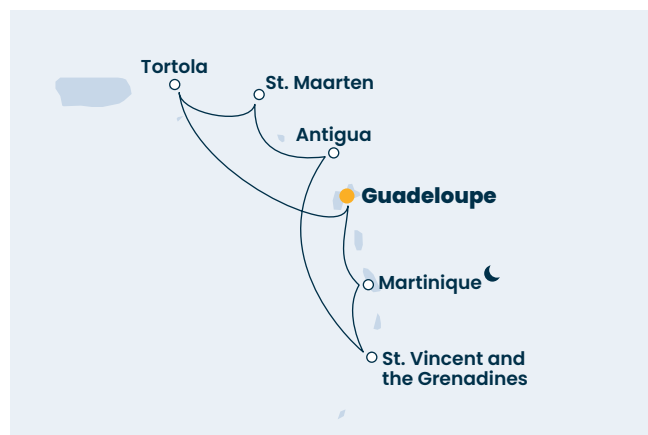 Tortola
St. Maarten
Antigua
Guadeloupe
Martinique
St. Vincent and
the Grenadines